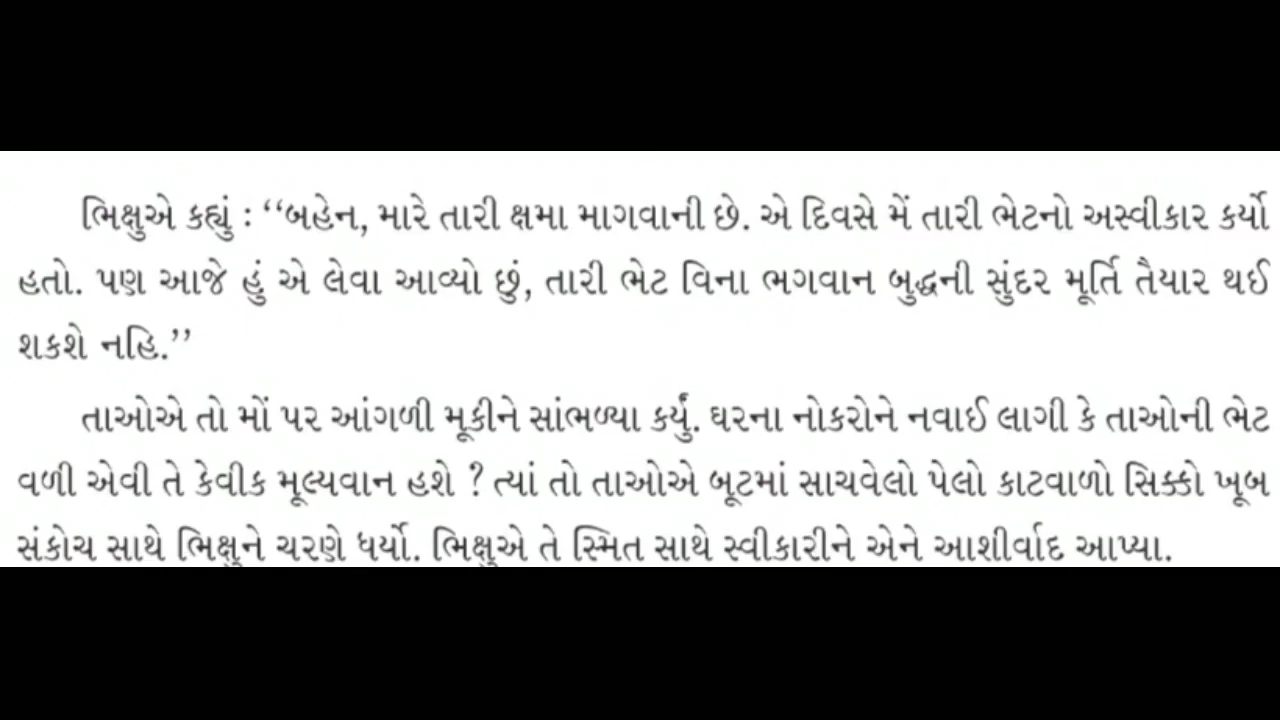 ભિક્ષુએ કહ્યું : ‘‘બહેન, મારે તારી ક્ષમા માગવાની છે. એ દિવસે મેં તારી ભેટનો અસ્વીકાર કર્યો
હતો. પણ આજે હું એ લેવા આવ્યો છું, તારી ભેટ વિના ભગવાન બુદ્ધની સુંદર મૂર્તિ તૈયાર થઈ
શકશે નહિ.’’
તાઓએ તો મોં પર આંગળી મૂકીને સાંભળ્યા કર્યું. ઘરના નોકરોને નવાઈ લાગી કે તાઓની ભેટ
વળી એવી તે કેવીક મૂલ્યવાન હશે ? ત્યાં તો તાઓએ બૂટમાં સાચવેલો પેલો કાટવાળો સિક્કો ખૂબ
સંકોચ સાથે ભિક્ષુને ચરણે ધર્યો. ભિક્ષુએ તે સ્મિત સાથે સ્વીકારીને એને આશીર્વાદ આપ્યા.